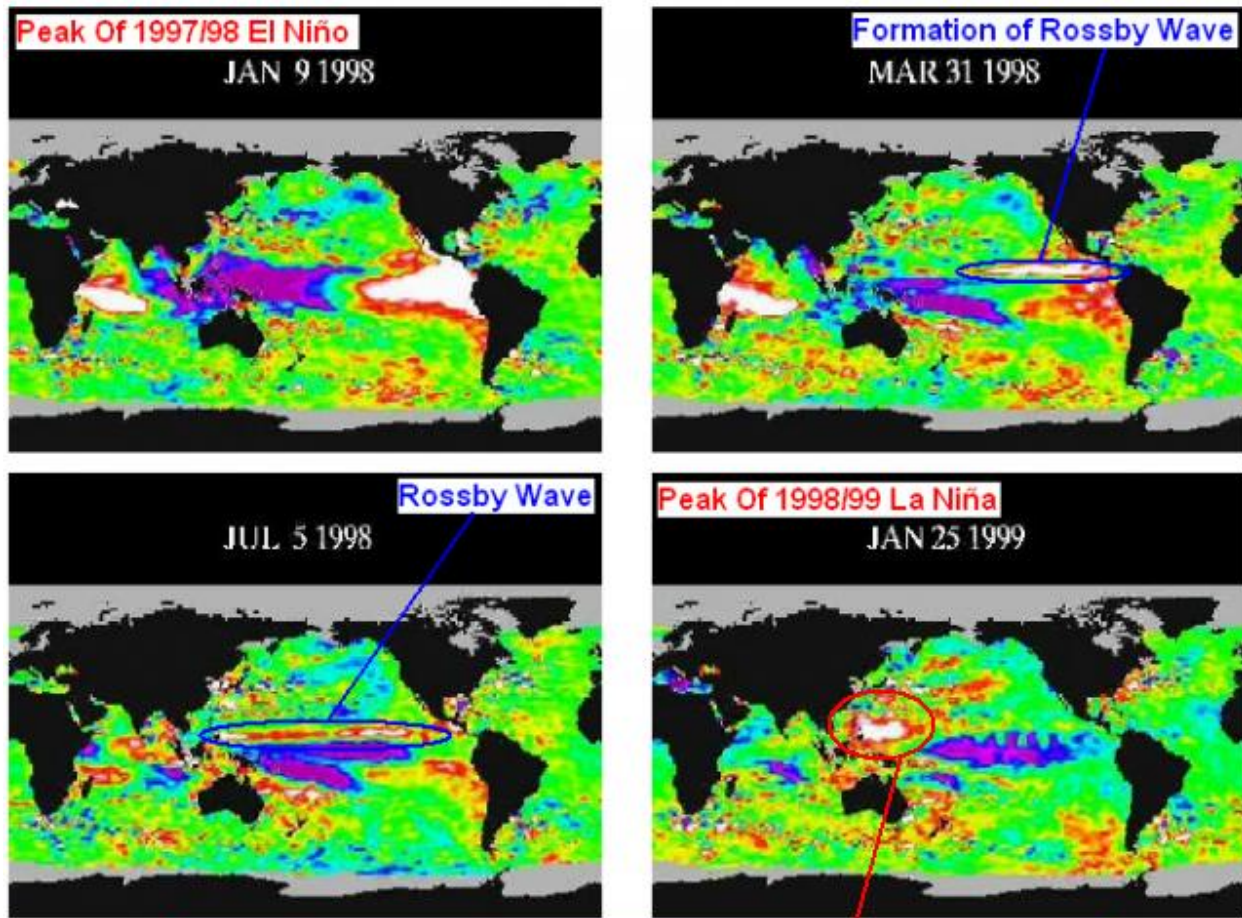 Peak Of 1997/98 El Niño
JAN 9 1998
Formation of Rossby Wave
MAR 31 1998
Rossby Wave
JUL 5 1998
Peak Of 1998/99 La Niña
JAN 25 1999